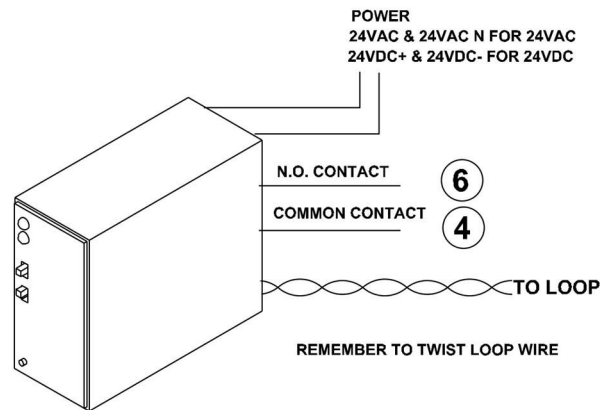 POWER
24VAC & 24VAC N FOR 24VAC
24VDC+ & 24VDC- FOR 24VDC
N.O. CONTACT
6
COMMON CONTACT
4
TO LOOP
REMEMBER TO TWIST LOOP WIRE